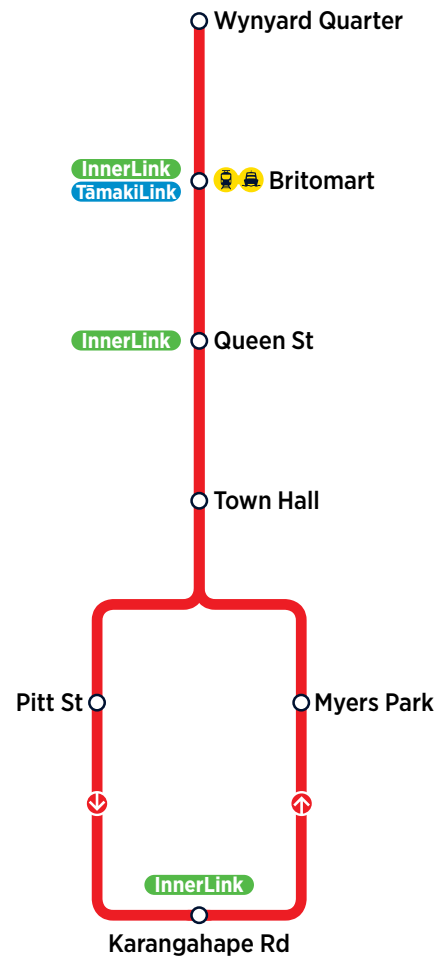 Wynyard Quarter
InnerLink
TāmakiLink
Britomart
InnerLink
Queen St
Town Hall
Pitt St
Myers Park
InnerLink
Karangahape Rd